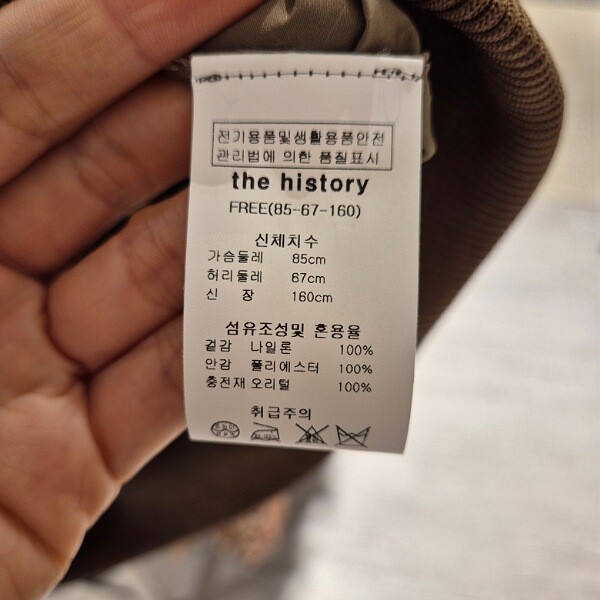 전기용품및생활용품안전
관리법에 의한 품질표시
the history
FREE(85-67-160)
신체치수
가슴둘레 85cm
허리둘레 67cm
신 장 160cm
섬유조성및 혼용율
겉감 나일론 100%
안감 폴리에스터 100%
충전재 오리털 100%
취급주의